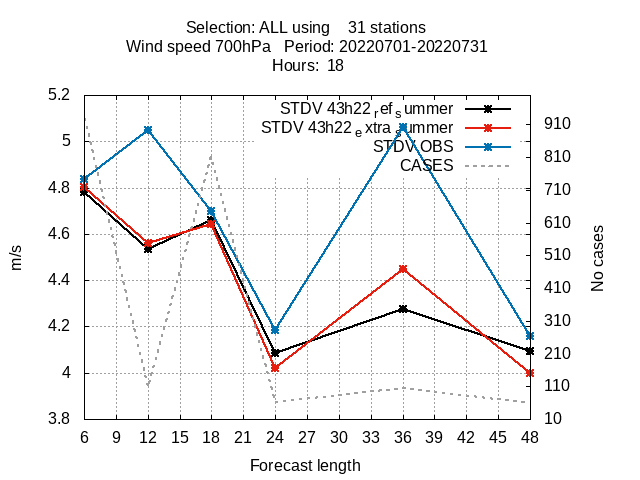 Selection: ALL using 31 stations
Wind speed 700hPa Period: 20220701-20220731
Hours: 18
STDV 43h22 ref summer
STDV 43h22 extra summer
STDV OBS
CASES
5.2
5
4.8
4.6
4.4
4.2
4
3.8
m/s
910
810
710
610
510
410
310
210
110
10
No cases
6 9 12 15 18 21 24 27 30 33 36 39 42 45 48
Forecast length